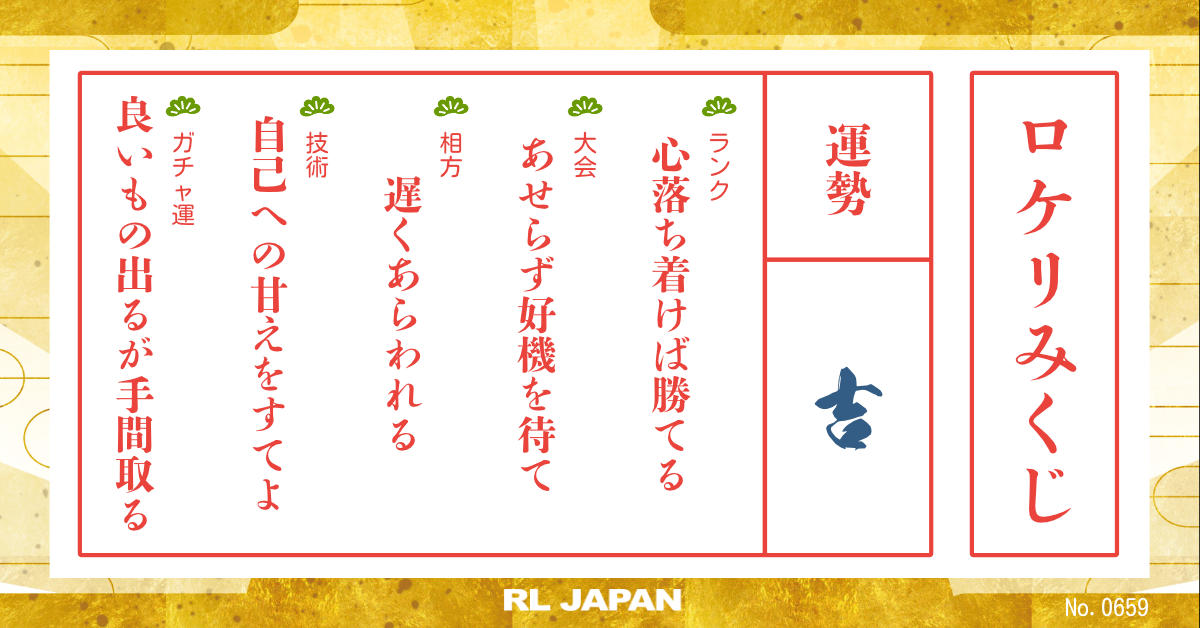 ロケリみくじ
運勢
吉
ランク
心落ち着けば勝てる
大会
あせらず好機を待て
相方
遅くあらわれる
技術
自己への甘えをすてよ
ガチャ運
良いもの出るが手間取る
RL JAPAN
No. 0659